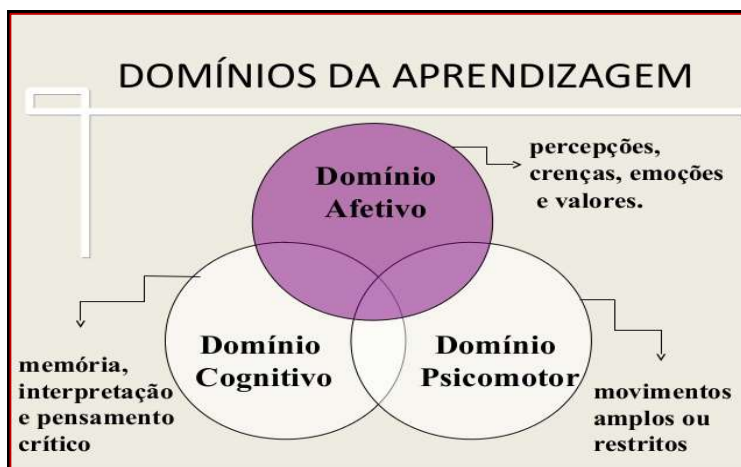 DOMÍNIOS DA APRENDIZAGEM
Domínio
Afetivo
percepções,
crenças, emoções
e valores.
Domínio
Cognitivo
Domínio
Psicomotor
memória,
interpretação
e pensamento
crítico
movimentos
amplos ou
restritos